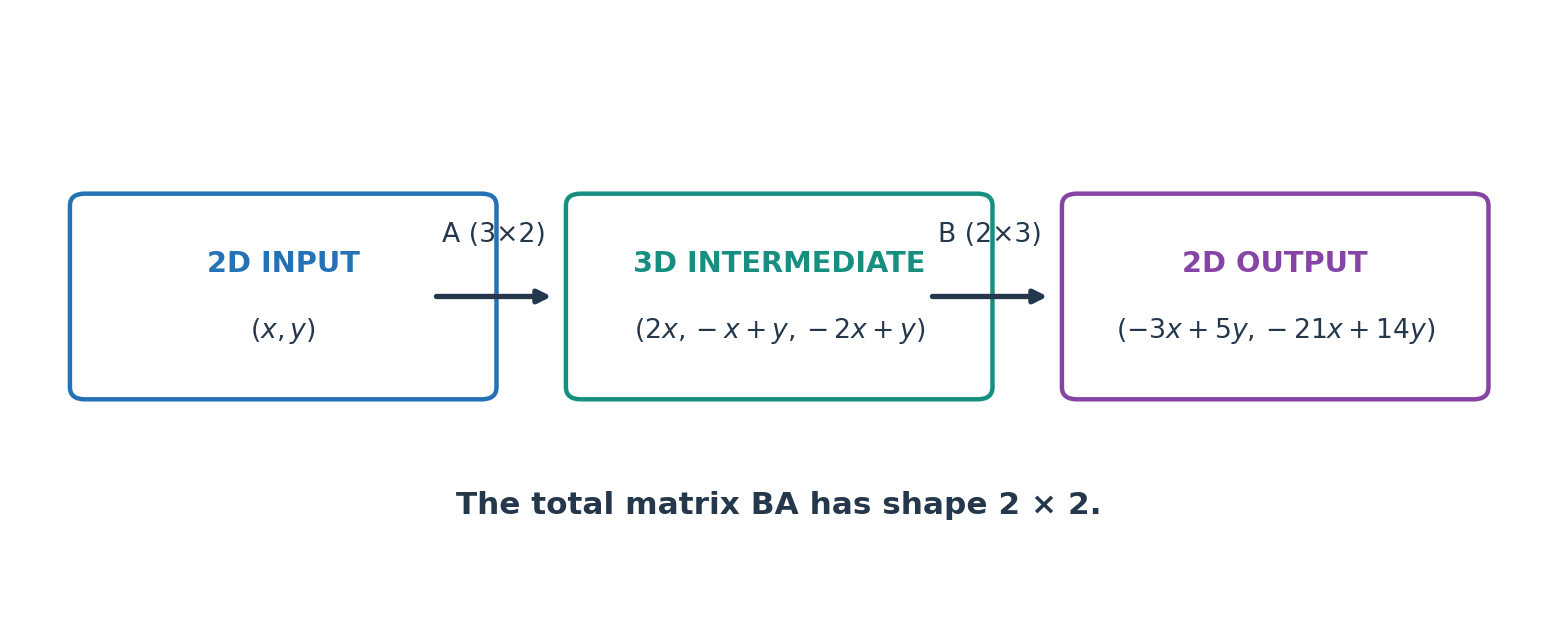 A (3×2)
B (2×3)
2D INPUT
3D INTERMEDIATE
2D OUTPUT
(x, y)
(2x, −x + y, −2x + y)
(−3x + 5y, −21x + 14y)
The total matrix BA has shape 2 × 2.